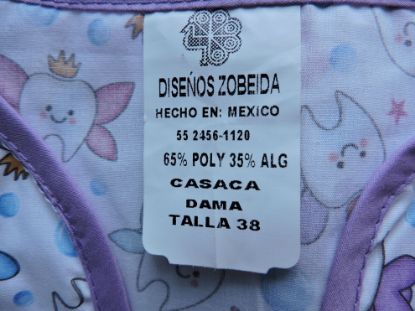 DISEÑOS ZOBEIDA
HECHO EN: MEXICO
55 2456-1120
65% POLY 35% ALG
CASACA
DAMA
TALLA 38